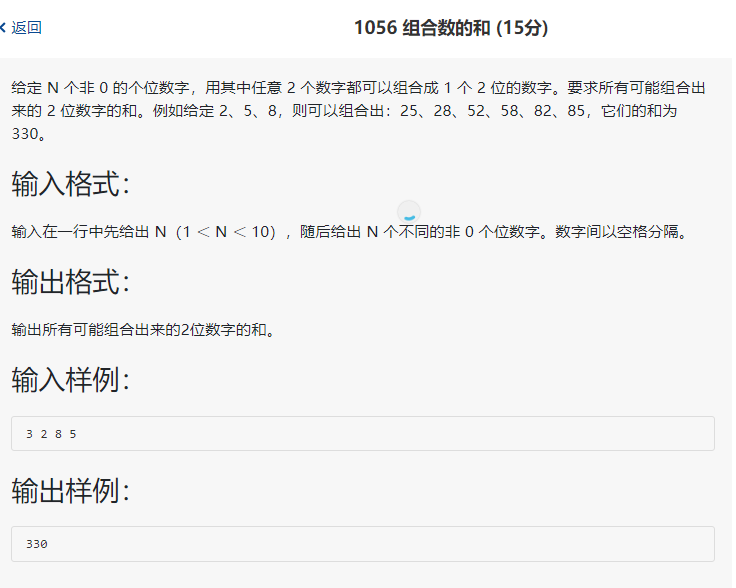 返回
1056 组合数的和 (15分)
给定 N 个非 0 的个位数字，用其中任意 2 个数字都可以组合成 1 个 2 位的数字。要求所有可能组合出
来的 2 位数字的和。例如给定 2、5、8，则可以组合出：25、28、52、58、82、85，它们的和为
330。
输入格式：
输入在一行中先给出 N（1 < N < 10），随后给出 N 个不同的非 0 个位数字。数字间以空格分隔。
输出格式：
输出所有可能组合出来的2位数字的和。
输入样例：
3 2 8 5
输出样例：
330